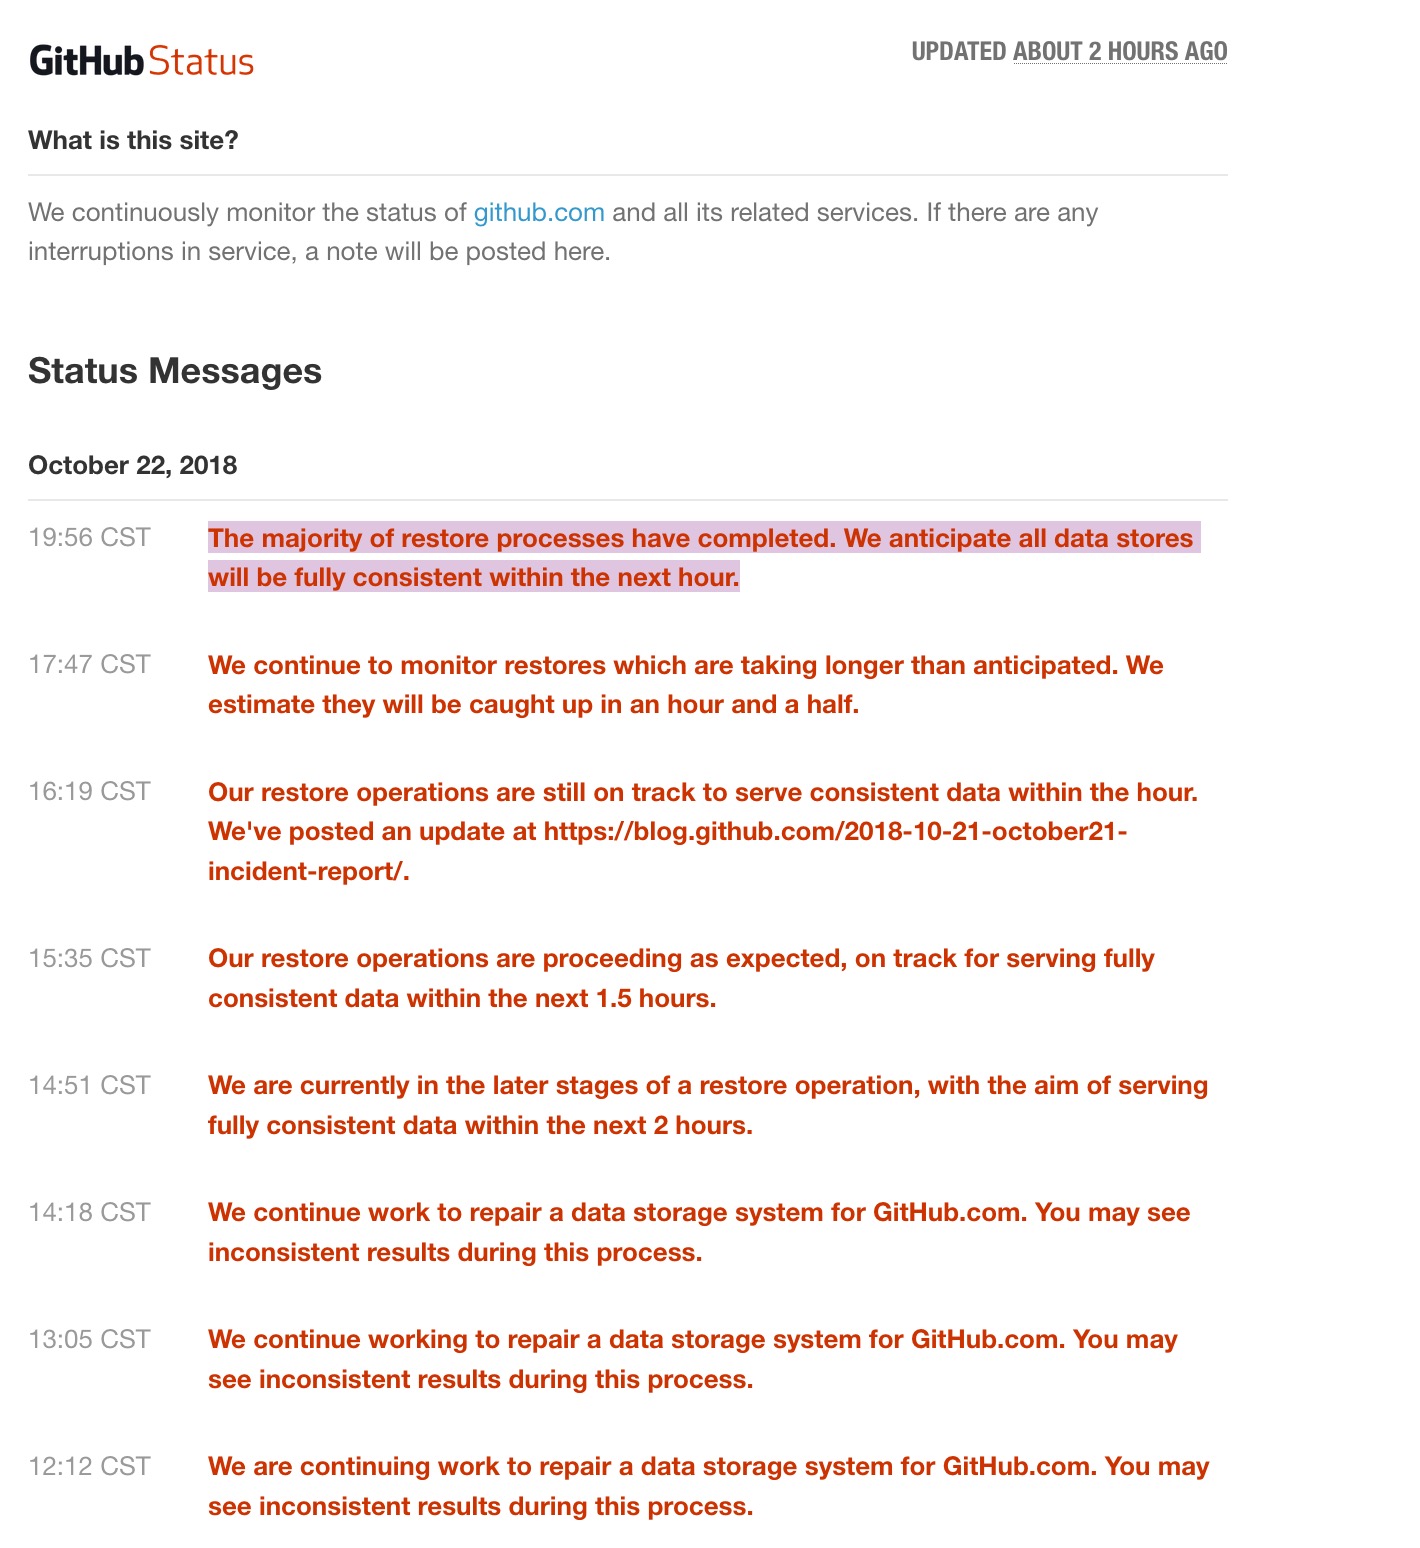 GitHub Status
UPDATED ABOUT 2 HOURS AGO
What is this site?
We continuously monitor the status of github.com and all its related services. If there are any
interruptions in service, a note will be posted here.
Status Messages
October 22, 2018
19:56 CST The majority of restore processes have completed. We anticipate all data stores
will be fully consistent within the next hour.
17:47 CST We continue to monitor restores which are taking longer than anticipated. We
estimate they will be caught up in an hour and a half.
16:19 CST Our restore operations are still on track to serve consistent data within the hour.
We've posted an update at https://blog.github.com/2018-10-21-october21-
incident-report/.
15:35 CST Our restore operations are proceeding as expected, on track for serving fully
consistent data within the next 1.5 hours.
14:51 CST We are currently in the later stages of a restore operation, with the aim of serving
fully consistent data within the next 2 hours.
14:18 CST We continue work to repair a data storage system for GitHub.com. You may see
inconsistent results during this process.
13:05 CST We continue working to repair a data storage system for GitHub.com. You may
see inconsistent results during this process.
12:12 CST We are continuing work to repair a data storage system for GitHub.com. You may
see inconsistent results during this process.